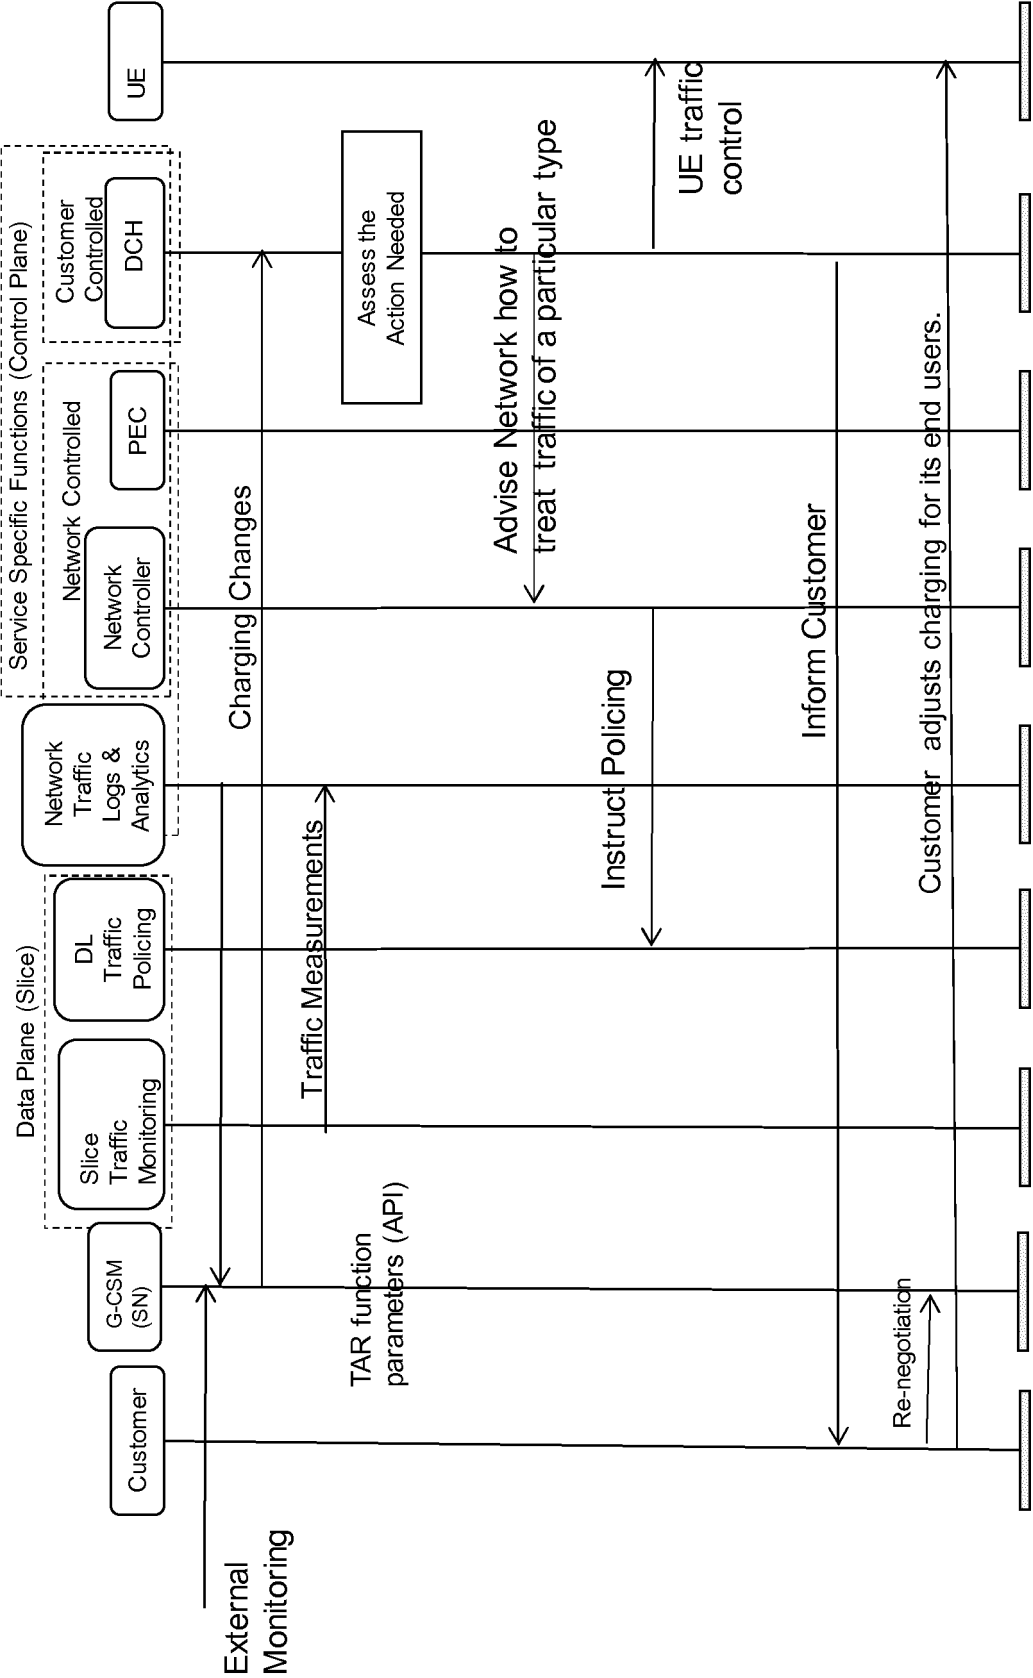 Data Plane (Slice)
Service Specific Functions (Control Plane)
Customer
G-CSM
(SN)
Slice
Traffic
Monitoring
DL
Traffic
Policing
Network
Traffic
Logs &
Analytics
Network Controlled
Network
Controller
PEC
Customer
Controlled
DCH
UE
External
Monitoring
Charging Changes
Traffic Measurements
TAR function
parameters (API)
Assess the
Action Needed
Advise Network how to
treat traffic of a particular type
Instruct Policing
UE traffic
control
Inform Customer
Re-negotiation
Customer adjusts charging for its end users.